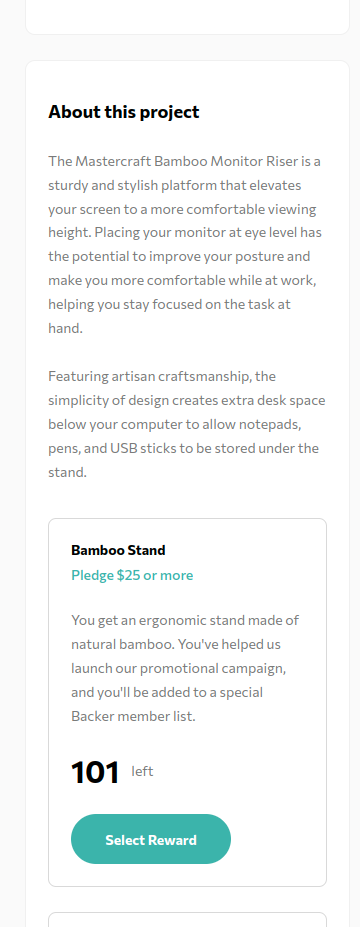 About this project
The Mastercraft Bamboo Monitor Riser is a
sturdy and stylish platform that elevates
your screen to a more comfortable viewing
height. Placing your monitor at eye level has
the potential to improve your posture and
make you more comfortable while at work,
helping you stay focused on the task at
hand.
Featuring artisan craftsmanship, the
simplicity of design creates extra desk space
below your computer to allow notepads,
pens, and USB sticks to be stored under the
stand.
Bamboo Stand
Pledge $25 or more
You get an ergonomic stand made of
natural bamboo. You've helped us
launch our promotional campaign,
and you'll be added to a special
Backer member list.
101 left
Select Reward